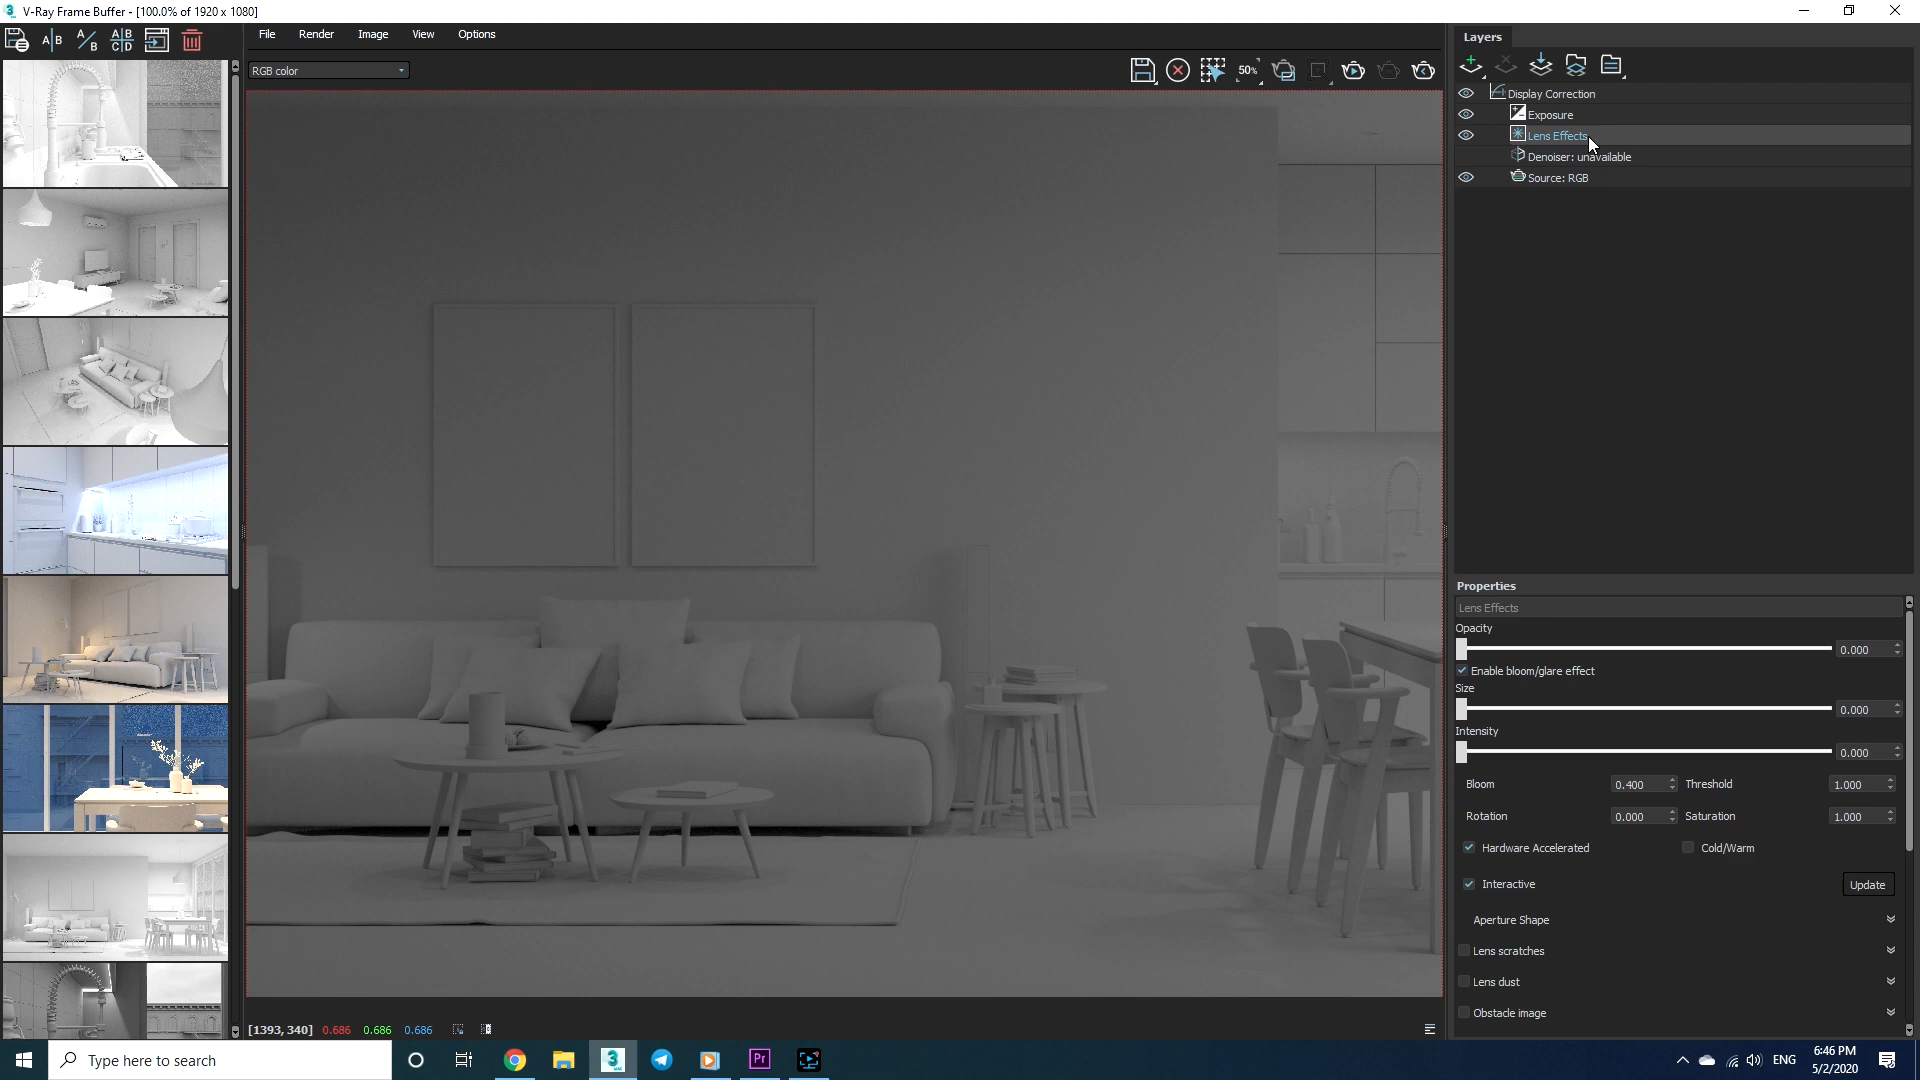 V-Ray Frame Buffer - [100.0% of 1920 x 1080]
A|B
A/B
A|B
C|D
File Render Image View Options
RGB color
50%
Layers
Display Correction
Exposure
Lens Effects
Denoiser: unavailable
Source: RGB
Properties
Lens Effects
Opacity
0.000
Enable bloom/glare effect
Size
0.000
Intensity
0.000
Bloom 0.400 Threshold 1.000
Rotation 0.000 Saturation 1.000
Hardware Accelerated Cold/Warm
Interactive Update
Aperture Shape
Lens scratches
Lens dust
Obstacle image
[1393, 340] 0.686 0.686 0.686
Type here to search
3
Pr
ENG
6:46 PM
5/2/2020